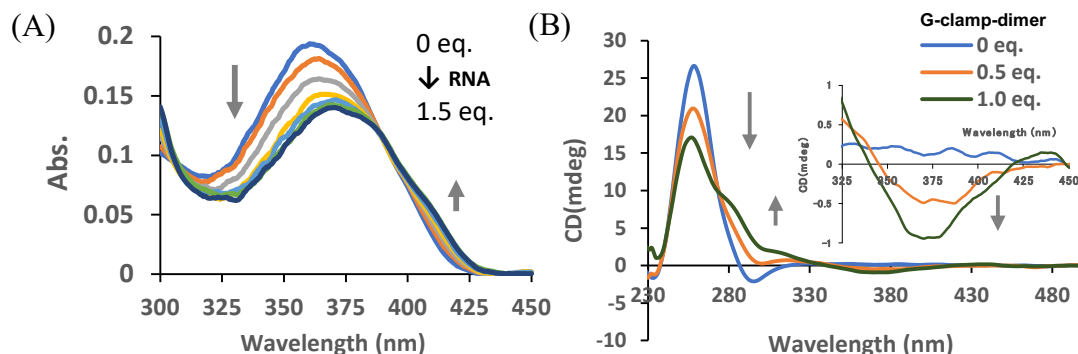 (A)
Abs.
0.2
0.15
0.1
0.05
0
0 eq.
↓ RNA
1.5 eq.
300 325 350 375 400 425 450
Wavelength (nm)
(B)
CD(mdeg)
30
25
20
15
10
5
0
-5
-10
230 280 330 380 430 480
Wavelength (nm)
G-clamp-dimer
0 eq.
0.5 eq.
1.0 eq.
CD(mdeg)
1
0.5
0
-0.5
-1
Wavelength (nm)
325 350 375 400 425 450